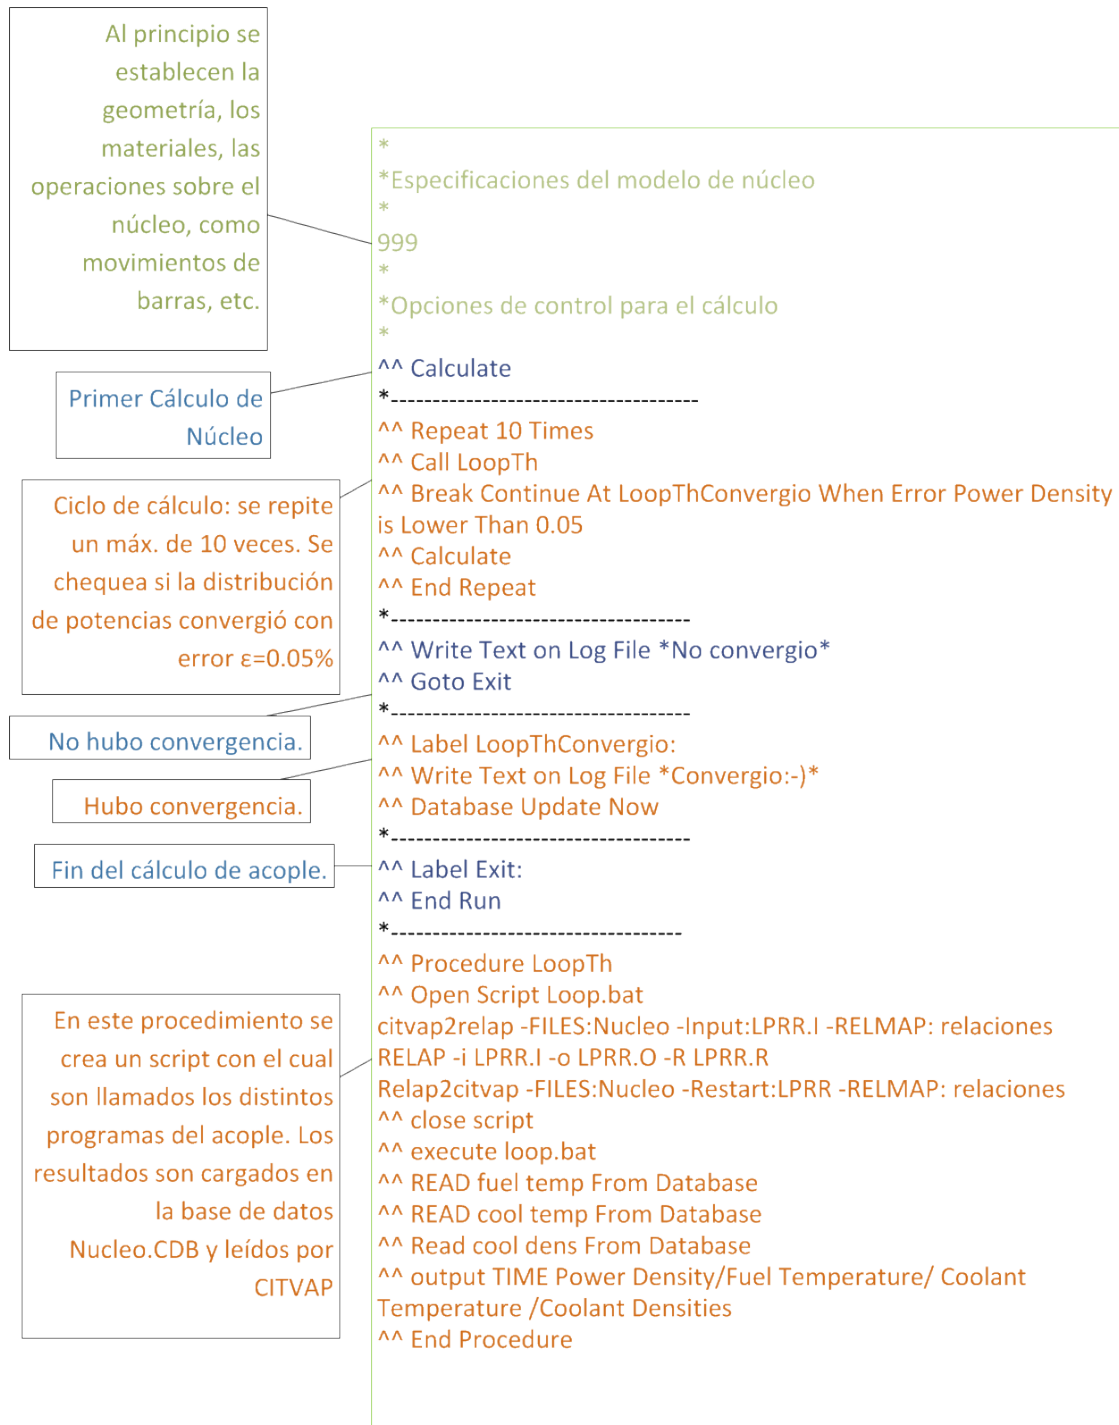 Al principio se
establecen la
geometría, los
materiales, las
operaciones sobre el
núcleo, como
movimientos de
barras, etc.
*
*Especificaciones del modelo de núcleo
*
999
*
*Opciones de control para el cálculo
*
^^ Calculate
*-------------------------------------
Primer Cálculo de
Núcleo
^^ Repeat 10 Times
^^ Call LoopTh
^^ Break Continue At LoopThConvergio When Error Power Density
is Lower Than 0.05
^^ Calculate
^^ End Repeat
*------------------------------------
Ciclo de cálculo: se repite
un máx. de 10 veces. Se
chequea si la distribución
de potencias convergió con
error ε=0.05%
^^ Write Text on Log File *No convergio*
^^ Goto Exit
*------------------------------------
No hubo convergencia.
^^ Label LoopThConvergio:
^^ Write Text on Log File *Convergio:-)*
^^ Database Update Now
*------------------------------------
Hubo convergencia.
^^ Label Exit:
^^ End Run
*-----------------------------------
Fin del cálculo de acople.
^^ Procedure LoopTh
^^ Open Script Loop.bat
citvap2relap -FILES:Nucleo -Input:LPRR.I -RELMAP: relaciones
RELAP -i LPRR.I -o LPRR.O -R LPRR.R
Relap2citvap -FILES:Nucleo -Restart:LPRR -RELMAP: relaciones
^^ close script
^^ execute loop.bat
^^ READ fuel temp From Database
^^ READ cool temp From Database
^^ Read cool dens From Database
^^ output TIME Power Density/Fuel Temperature/ Coolant
Temperature /Coolant Densities
^^ End Procedure
En este procedimiento se
crea un script con el cual
son llamados los distintos
programas del acople. Los
resultados son cargados en
la base de datos
Nucleo.CDB y leídos por
CITVAP